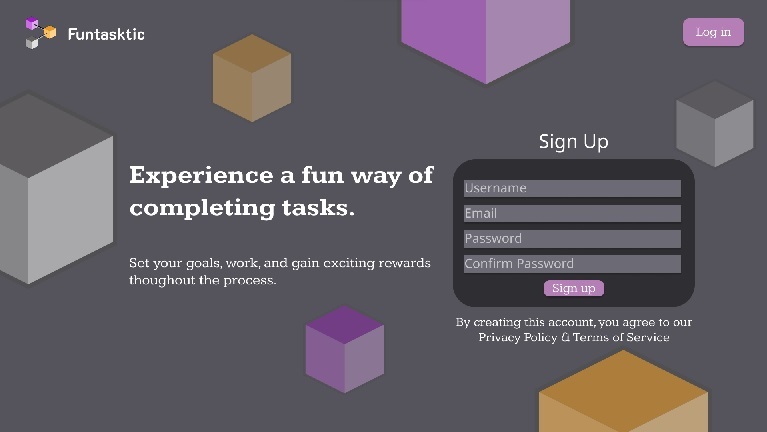 Funtasktic
Log in
Experience a fun way of
completing tasks.
Set your goals, work, and gain exciting rewards
thoughout the process.
Sign Up
Username
Email
Password
Confirm Password
Sign up
By creating this account, you agree to our
Privacy Policy & Terms of Service